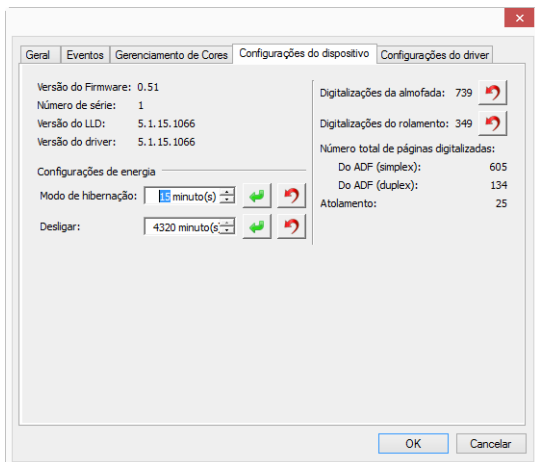 Geral Eventos Gerenciamento de Cores Configurações do dispositivo Configurações do driver
Versão do Firmware: 0.51
Número de série: 1
Versão do LLD: 5.1.15.1066
Versão do driver: 5.1.15.1066
Configurações de energia
Modo de hibernação: 15 minuto(s)
Desligar: 4320 minuto(s
Digitalizações da almofada: 739
Digitalizações do rolamento: 349
Número total de páginas digitalizadas:
Do ADF (simplex): 605
Do ADF (duplex): 134
Atolamento: 25
OK Cancelar